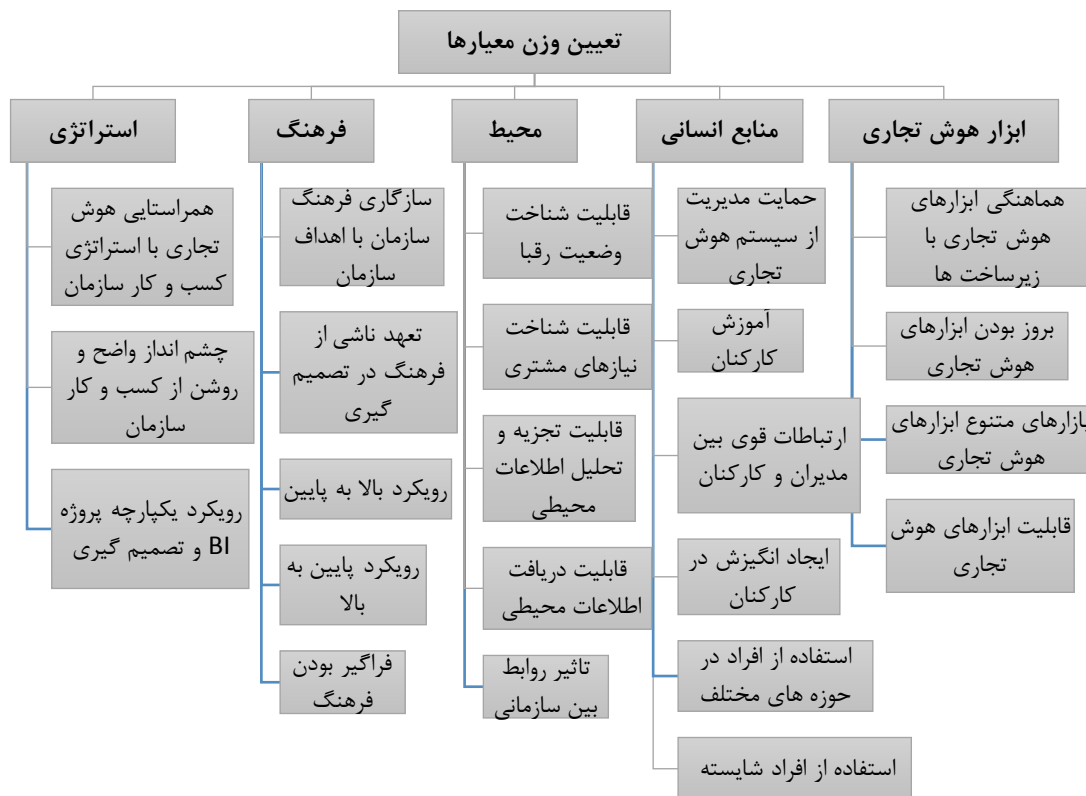 تعیین وزن معیارها
ابزار هوش تجاری
هماهنگی ابزارهای
هوش تجاری با
زیرساخت ها
بروز بودن ابزارهای
هوش تجاری
بازارهای متنوع ابزارهای
هوش تجاری
قابلیت ابزارهای هوش
تجاری
منابع انسانی
حمایت مدیریت
از سیستم هوش
تجاری
آموزش
کارکنان
ارتباطات قوی بین
مدیران و کارکنان
ایجاد انگیزش در
کارکنان
استفاده از افراد در
حوزه های مختلف
استفاده از افراد شایسته
محیط
قابلیت شناخت
وضعیت رقبا
قابلیت شناخت
نیازهای مشتری
قابلیت تجزیه و
تحلیل اطلاعات
محیطی
قابلیت دریافت
اطلاعات محیطی
تاثیر روابط
بین سازمانی
فرهنگ
سازگاری فرهنگ
سازمان با اهداف
سازمان
تعهد ناشی از
فرهنگ در تصمیم
گیری
رویکرد بالا به پایین
رویکرد پایین به
بالا
فراگیر بودن
فرهنگ
استراتژی
همراستایی هوش
تجاری با استراتژی
کسب و کار سازمان
چشم انداز واضح و
روشن از کسب و کار
سازمان
رویکرد یکپارچه پروژه
BI و تصمیم گیری